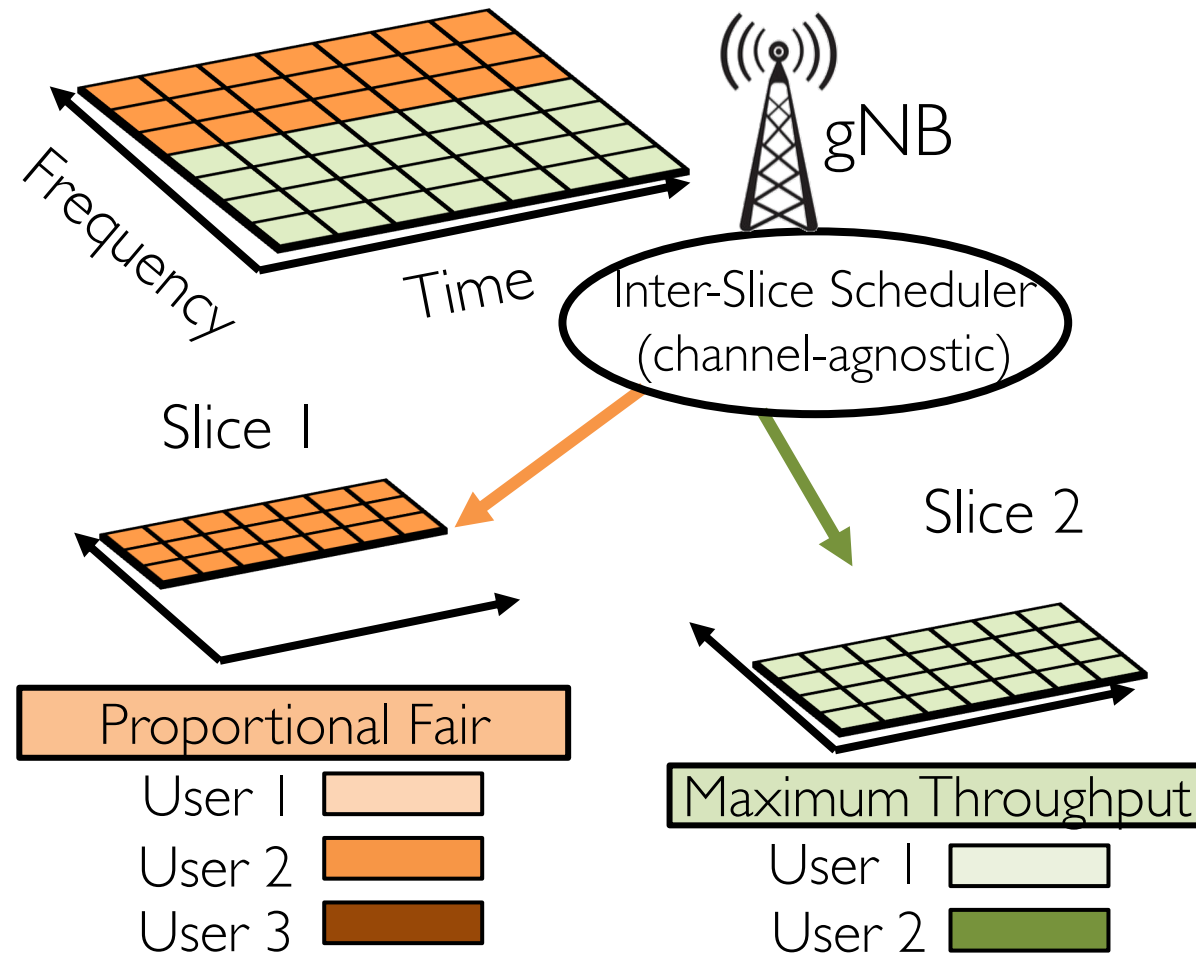 gNB
Frequency
Time
Inter-Slice Scheduler
(channel-agnostic)
Slice 1
Slice 2
Proportional Fair
User 1
User 2
User 3
Maximum Throughput
User 1
User 2